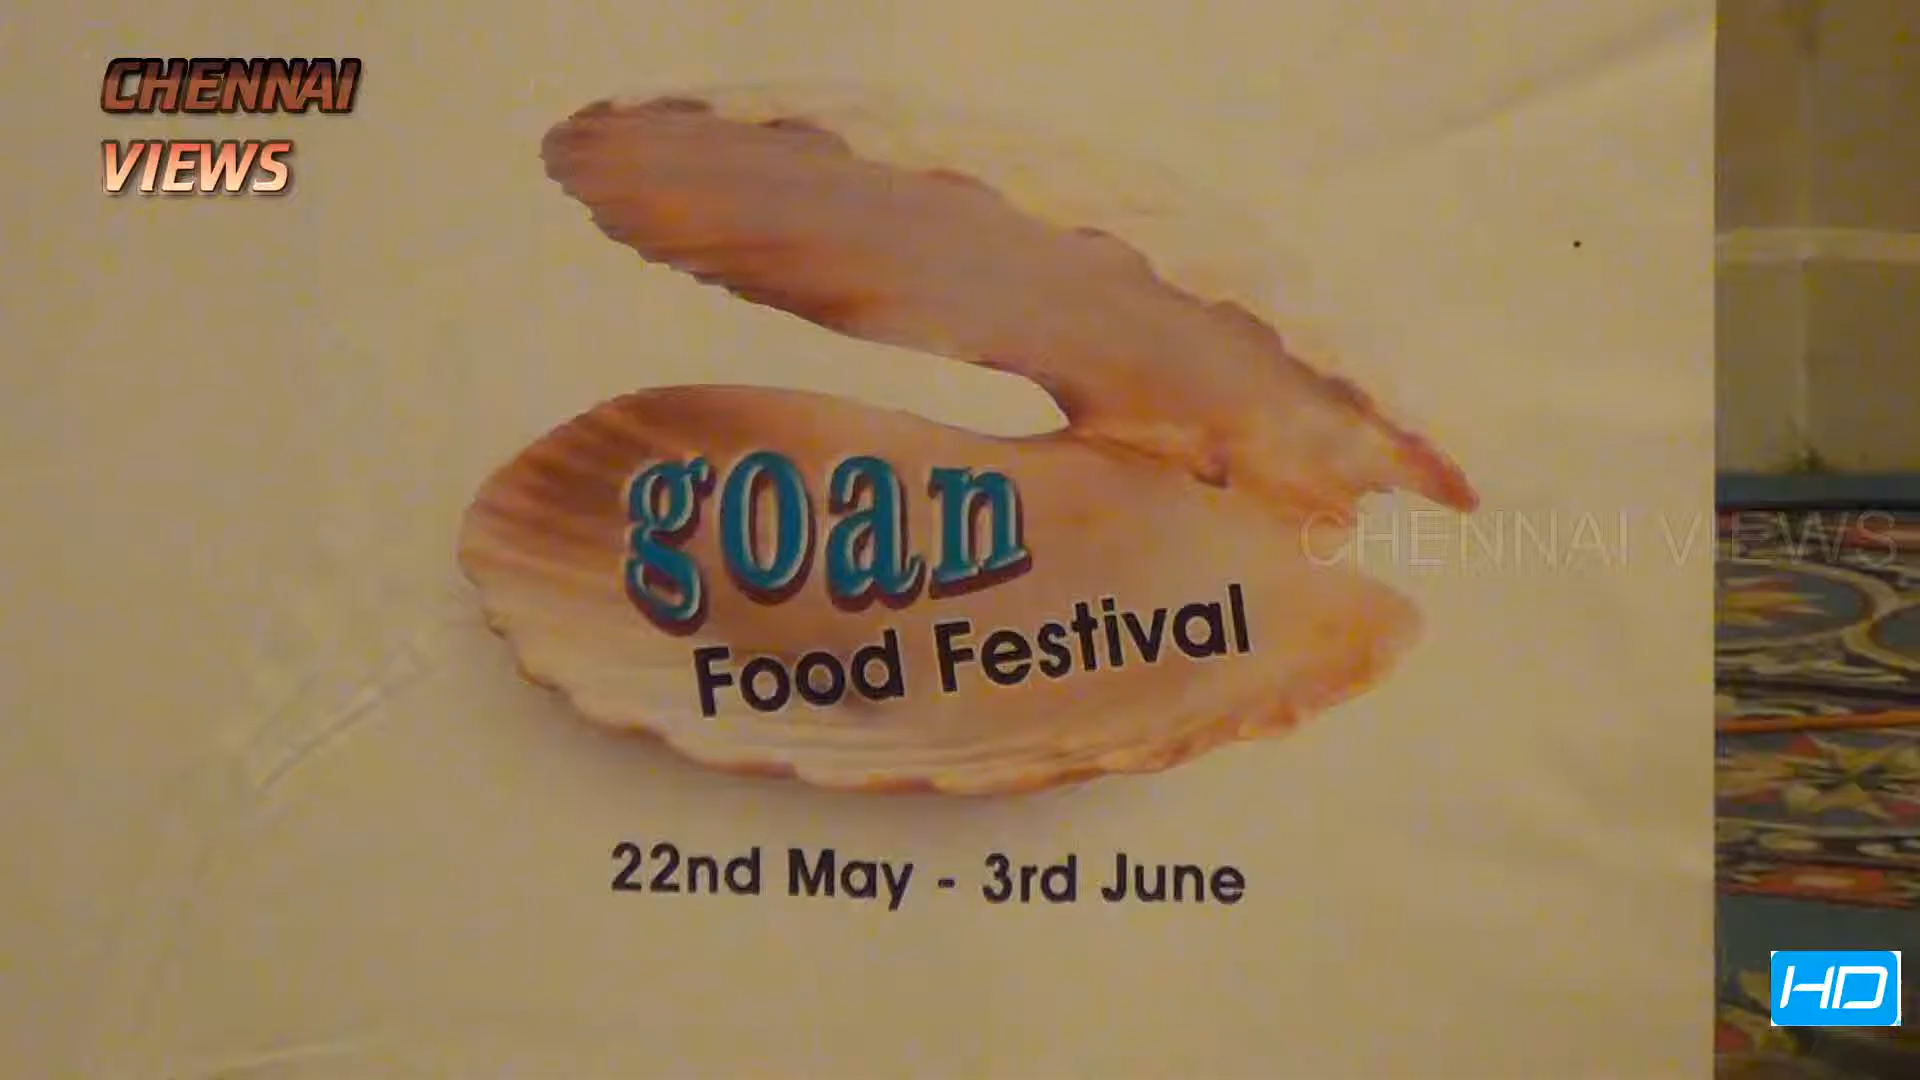 CHENNAI
VIEWS
goan
Food Festival
CHENNAI VIEWS
22nd May - 3rd June
HD